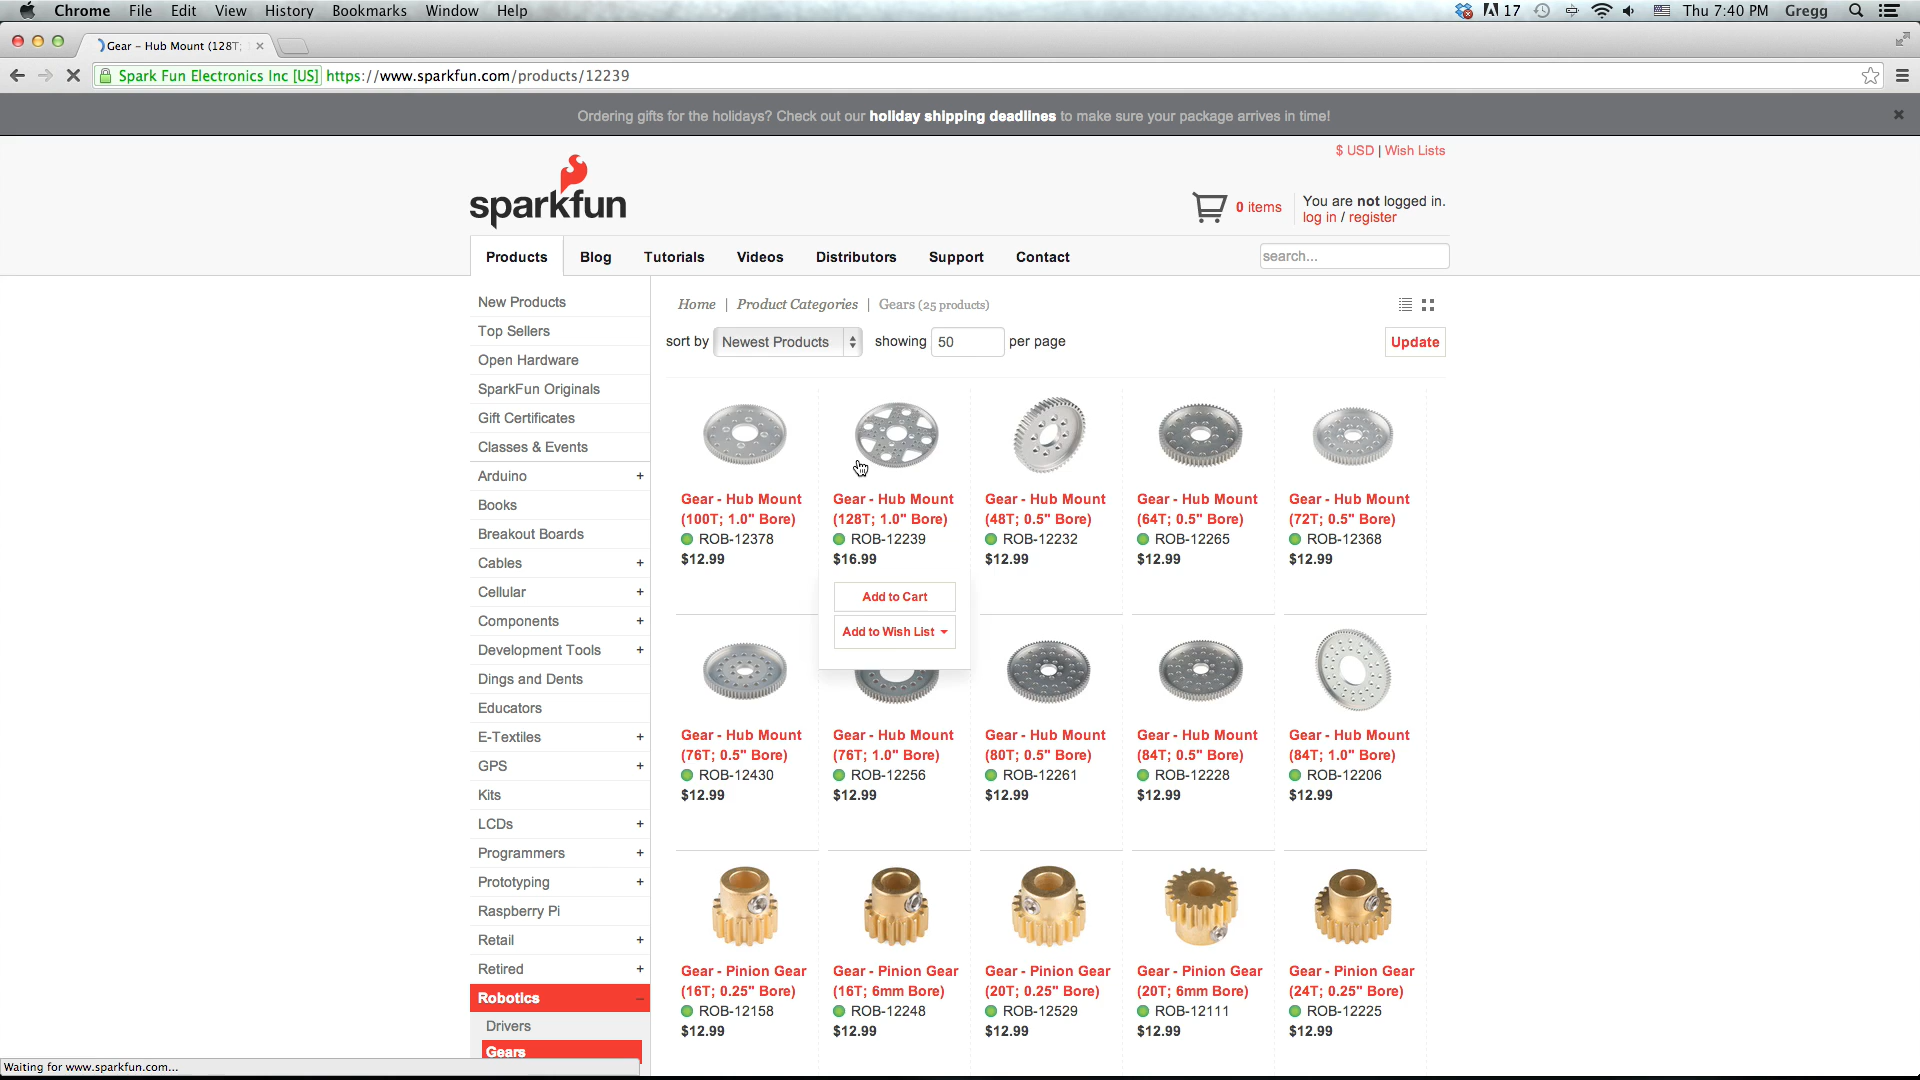 Chrome File Edit View History Bookmarks Window Help 17 Thu 7:40 PM Gregg
Gear – Hub Mount (128T;
Spark Fun Electronics Inc [US] https://www.sparkfun.com/products/12239
Ordering gifts for the holidays? Check out our holiday shipping deadlines to make sure your package arrives in time!
$ USD | Wish Lists
sparkfun
0 items
You are not logged in.
log in / register
Products Blog Tutorials Videos Distributors Support Contact search...
New Products
Top Sellers
Open Hardware
SparkFun Originals
Gift Certificates
Classes & Events
Arduino +
Books
Breakout Boards
Cables +
Cellular +
Components +
Development Tools +
Dings and Dents
Educators
E-Textiles +
GPS +
Kits
LCDs +
Programmers +
Prototyping +
Raspberry Pi
Retail +
Retired +
Robotics –
Drivers
Gears
Home | Product Categories | Gears (25 products)
sort by Newest Products showing 50 per page Update
Gear - Hub Mount (100T; 1.0" Bore)
ROB-12378
$12.99
Gear - Hub Mount (128T; 1.0" Bore)
ROB-12239
$16.99
Add to Cart
Add to Wish List
Gear - Hub Mount (48T; 0.5" Bore)
ROB-12232
$12.99
Gear - Hub Mount (64T; 0.5" Bore)
ROB-12265
$12.99
Gear - Hub Mount (72T; 0.5" Bore)
ROB-12368
$12.99
Gear - Hub Mount (76T; 0.5" Bore)
ROB-12430
$12.99
Gear - Hub Mount (76T; 1.0" Bore)
ROB-12256
$12.99
Gear - Hub Mount (80T; 0.5" Bore)
ROB-12261
$12.99
Gear - Hub Mount (84T; 0.5" Bore)
ROB-12228
$12.99
Gear - Hub Mount (84T; 1.0" Bore)
ROB-12206
$12.99
Gear - Pinion Gear (16T; 0.25" Bore)
ROB-12158
$12.99
Gear - Pinion Gear (16T; 6mm Bore)
ROB-12248
$12.99
Gear - Pinion Gear (20T; 0.25" Bore)
ROB-12529
$12.99
Gear - Pinion Gear (20T; 6mm Bore)
ROB-12111
$12.99
Gear - Pinion Gear (24T; 0.25" Bore)
ROB-12225
$12.99
Waiting for www.sparkfun.com...